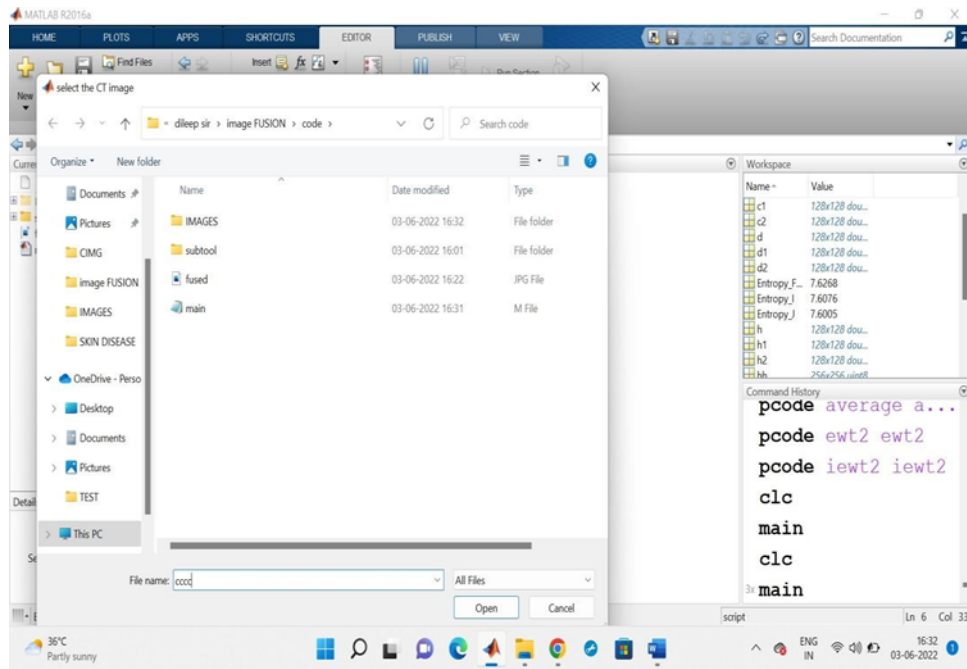 MATLAB R2016a
HOME PLOTS APPS SHORTCUTS EDITOR PUBLISH VIEW
Search Documentation
Find Files
Insert fx
New
Run Section
select the CT image
dileep sir › image FUSION › code ›
Search code
Organize New folder
Name Date modified Type
Documents
Pictures
CIMG
image FUSION
IMAGES
SKIN DISEASE
OneDrive - Perso
Desktop
Documents
Pictures
TEST
This PC
IMAGES 03-06-2022 16:32 File folder
subtool 03-06-2022 16:01 File folder
fused 03-06-2022 16:22 JPG File
main 03-06-2022 16:31 M File
File name: cccc
All Files
Open Cancel
Curre
Detail
Se
Workspace
Name Value
c1 128x128 dou...
c2 128x128 dou...
d 128x128 dou...
d1 128x128 dou...
d2 128x128 dou...
Entropy_F... 7.6268
Entropy_I 7.6076
Entropy_J 7.6005
h 128x128 dou...
h1 128x128 dou...
h2 128x128 dou...
hh 256x256 uint8
Command History
pcode average a...
pcode ewt2 ewt2
pcode iewt2 iewt2
clc
main
clc
3x main
script Ln 6 Col 33
36°C
Partly sunny
ENG
IN
16:32
03-06-2022